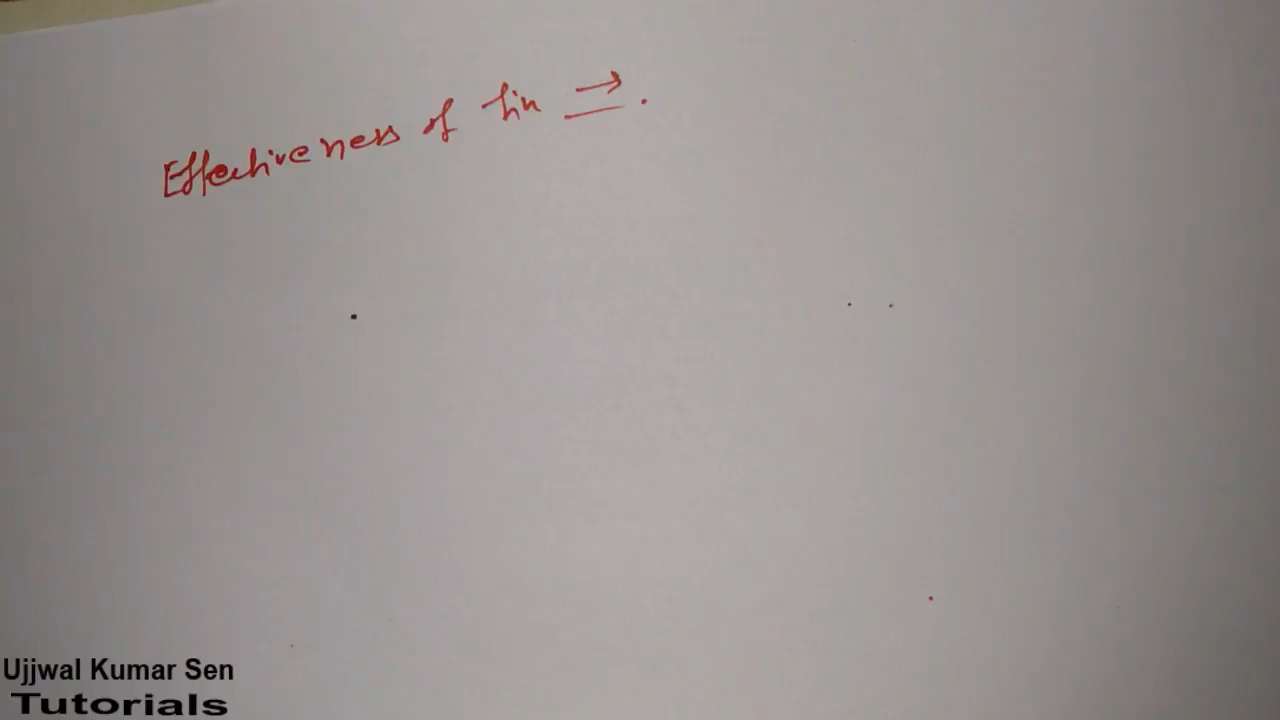 Effectiveness of fin →.
Ujjwal Kumar Sen
Tutorials